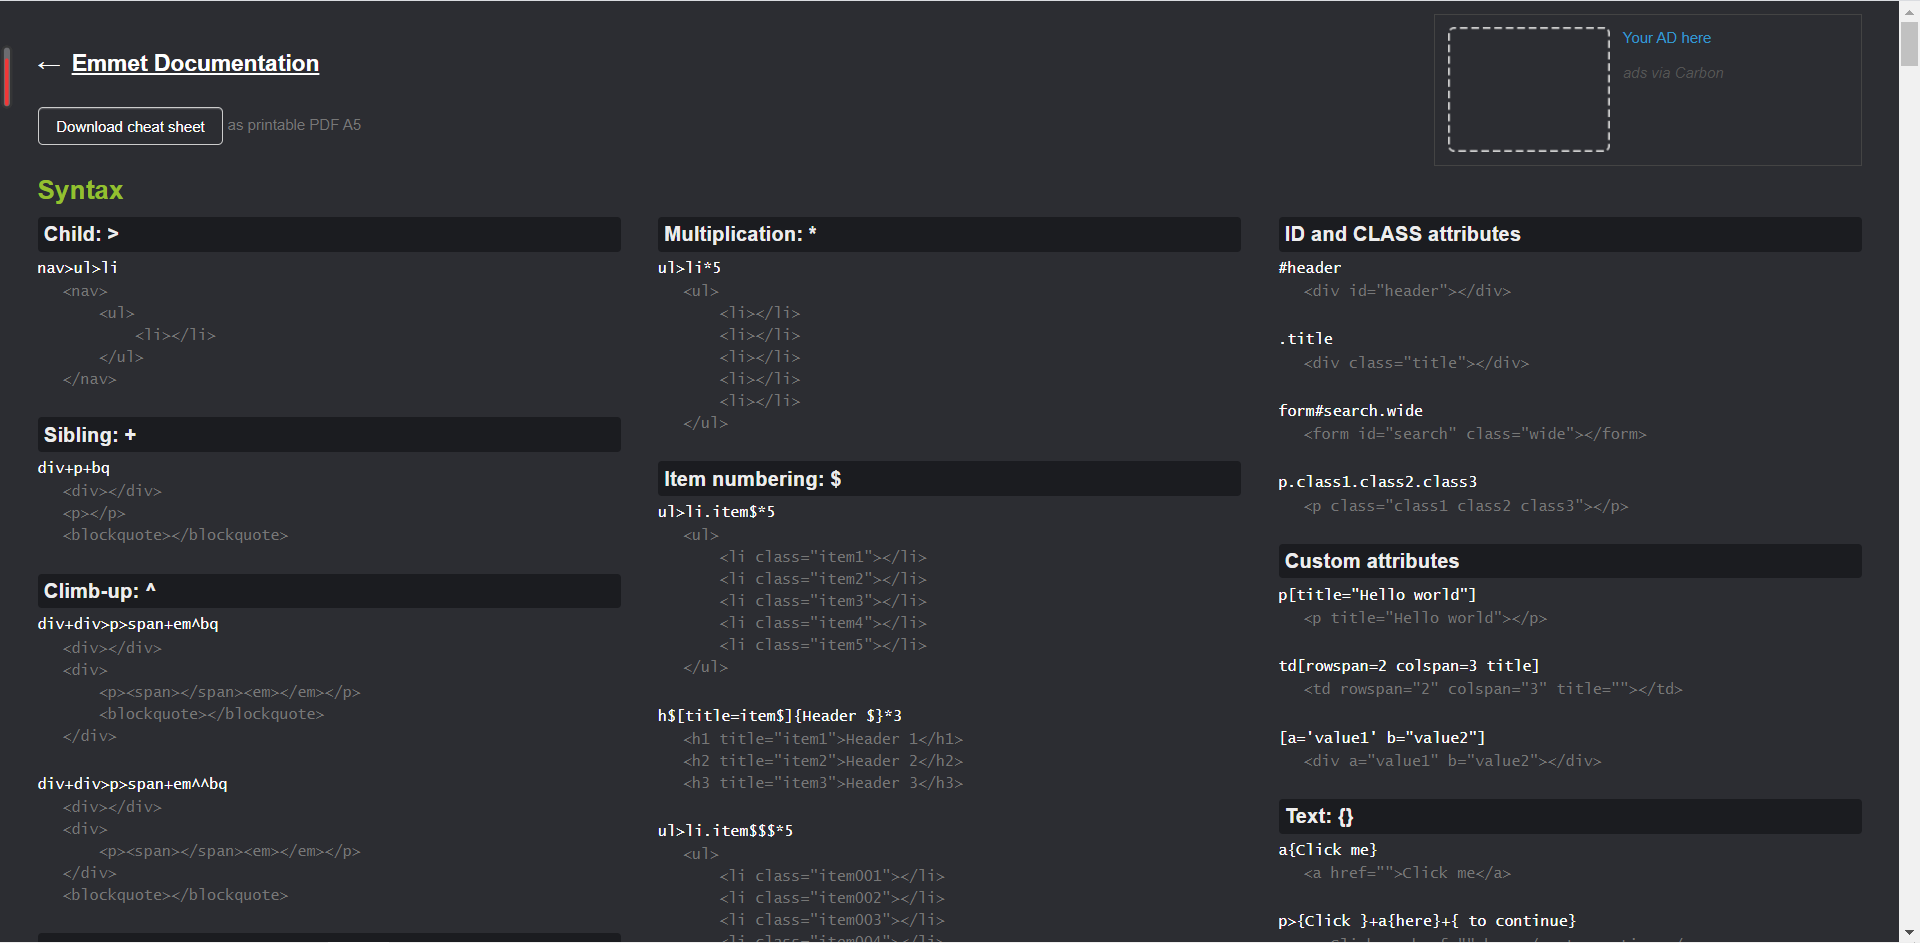 ← Emmet Documentation
Download cheat sheet as printable PDF A5
Your AD here
ads via Carbon
Syntax
Child: >
nav>ul>li
<nav>
<ul>
<li></li>
</ul>
</nav>
Sibling: +
div+p+bq
<div></div>
<p></p>
<blockquote></blockquote>
Climb-up: ^
div+div>p>span+em^bq
<div></div>
<div>
<p><span></span><em></em></p>
<blockquote></blockquote>
</div>
div+div>p>span+em^^bq
<div></div>
<div>
<p><span></span><em></em></p>
</div>
<blockquote></blockquote>
Multiplication: *
ul>li*5
<ul>
<li></li>
<li></li>
<li></li>
<li></li>
<li></li>
</ul>
Item numbering: $
ul>li.item$*5
<ul>
<li class="item1"></li>
<li class="item2"></li>
<li class="item3"></li>
<li class="item4"></li>
<li class="item5"></li>
</ul>
h$[title=item$]{Header $}*3
<h1 title="item1">Header 1</h1>
<h2 title="item2">Header 2</h2>
<h3 title="item3">Header 3</h3>
ul>li.item$$$*5
<ul>
<li class="item001"></li>
<li class="item002"></li>
<li class="item003"></li>
<li class="item004"></li>
ID and CLASS attributes
#header
<div id="header"></div>
.title
<div class="title"></div>
form#search.wide
<form id="search" class="wide"></form>
p.class1.class2.class3
<p class="class1 class2 class3"></p>
Custom attributes
p[title="Hello world"]
<p title="Hello world"></p>
td[rowspan=2 colspan=3 title]
<td rowspan="2" colspan="3" title=""></td>
[a='value1' b="value2"]
<div a="value1" b="value2"></div>
Text: {}
a{Click me}
<a href="">Click me</a>
p>{Click }+a{here}+{ to continue}